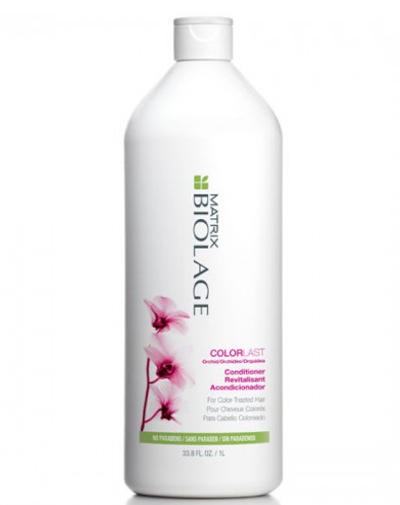 MATRIX
BIOLAGE
COLORLAST
Orchid/Orchidée/Orquídea
Conditioner
Revitalisant
Acondicionador
For Color-Treated Hair
Pour Cheveux Colorés
Para Cabello Coloreado
NO PARABENS / SANS PARABEN / SIN PARABENOS
33.8 FL. OZ. / 1L